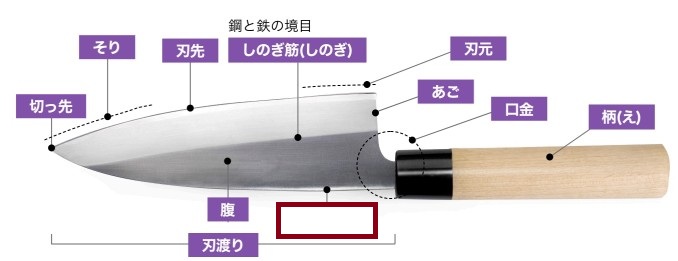 鋼と鉄の境目
そり
刃先
しのぎ筋(しのぎ)
刃元
切っ先
あご
口金
柄(え)
腹
刃渡り